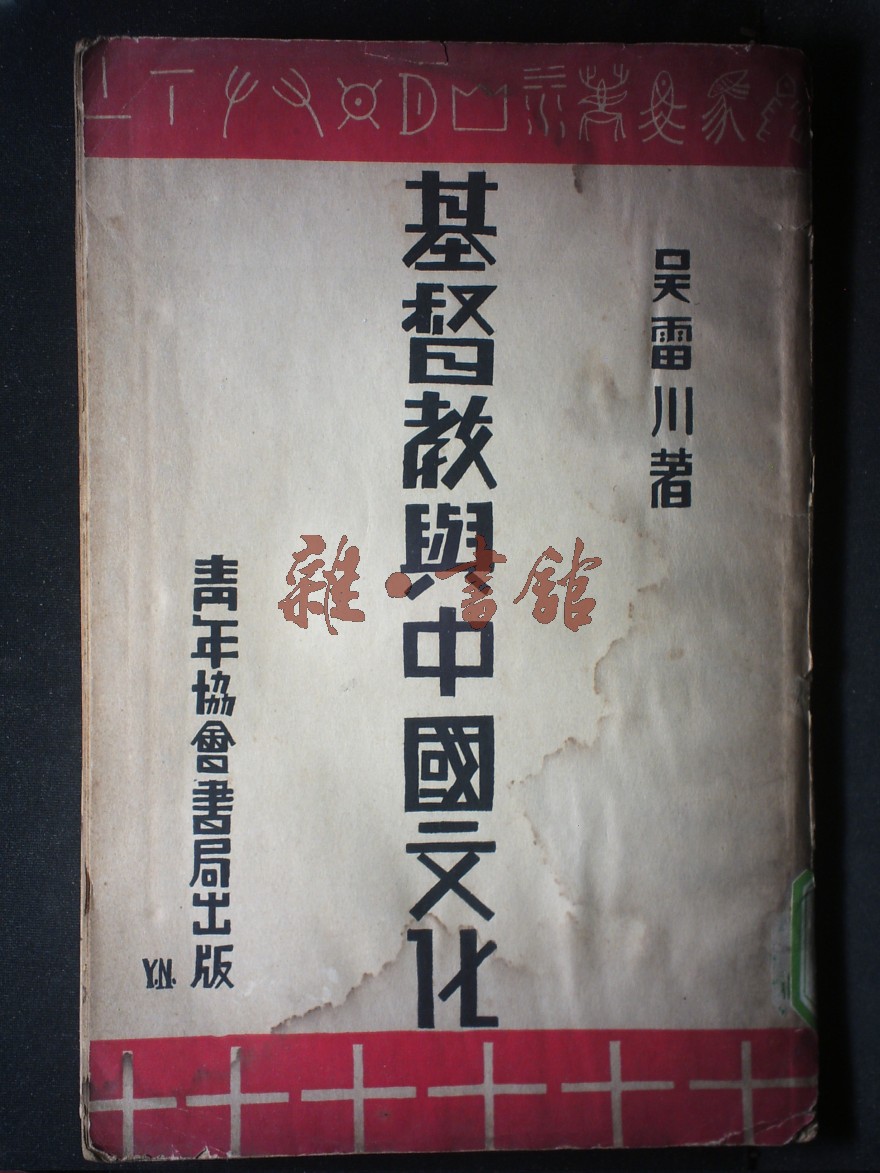 吴雷川著
基督教與中國文化
青年協會書局出版
Y.N.
雜·書館